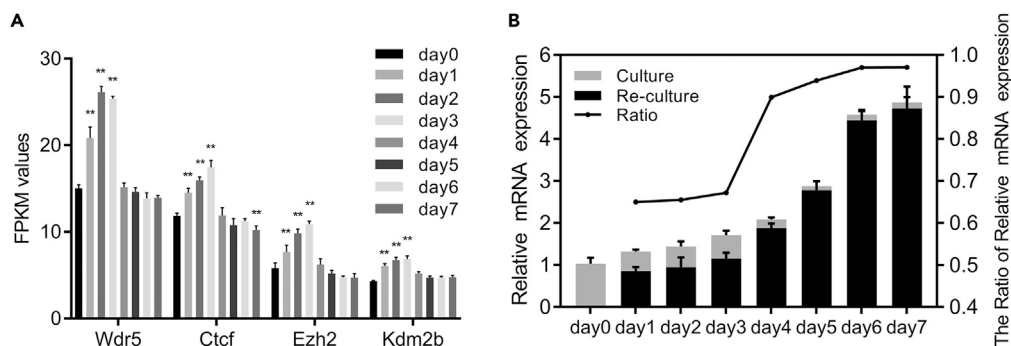 A
FPKM values
30
20
10
0
**
**
**
**
**
**
**
**
**
**
**
**
**
day0
day1
day2
day3
day4
day5
day6
day7
Wdr5
Ctcf
Ezh2
Kdm2b
B
Relative mRNA expression
6
5
4
3
2
1
0
Culture
Re-culture
Ratio
1.0
0.9
0.8
0.7
0.6
0.5
0.4
The Ratio of Relative mRNA expression
day0
day1
day2
day3
day4
day5
day6
day7